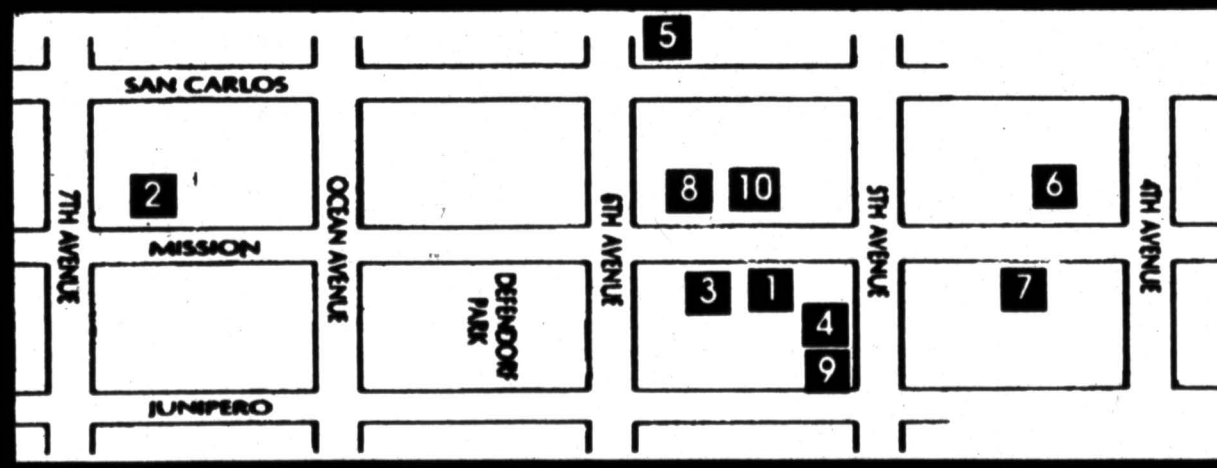 5
SAN CARLOS
2
8
10
6
7TH AVENUE
OCEAN AVENUE
6TH AVENUE
5TH AVENUE
4TH AVENUE
MISSION
3
1
7
4
9
DEFENDORF
PARK
JUNIPERO